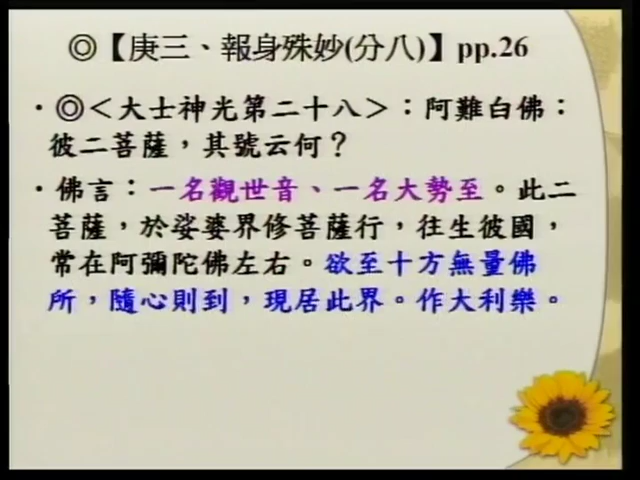 ◎【庚三、報身殊妙(分八)】pp.26
・◎＜大士神光第二十八＞：阿難白佛：
彼二菩薩，其號云何？
・佛言：一名觀世音、一名大勢至。此二
菩薩，於娑婆界修菩薩行，往生彼國，
常在阿彌陀佛左右。欲至十方無量佛
所，隨心則到，現居此界。作大利樂。